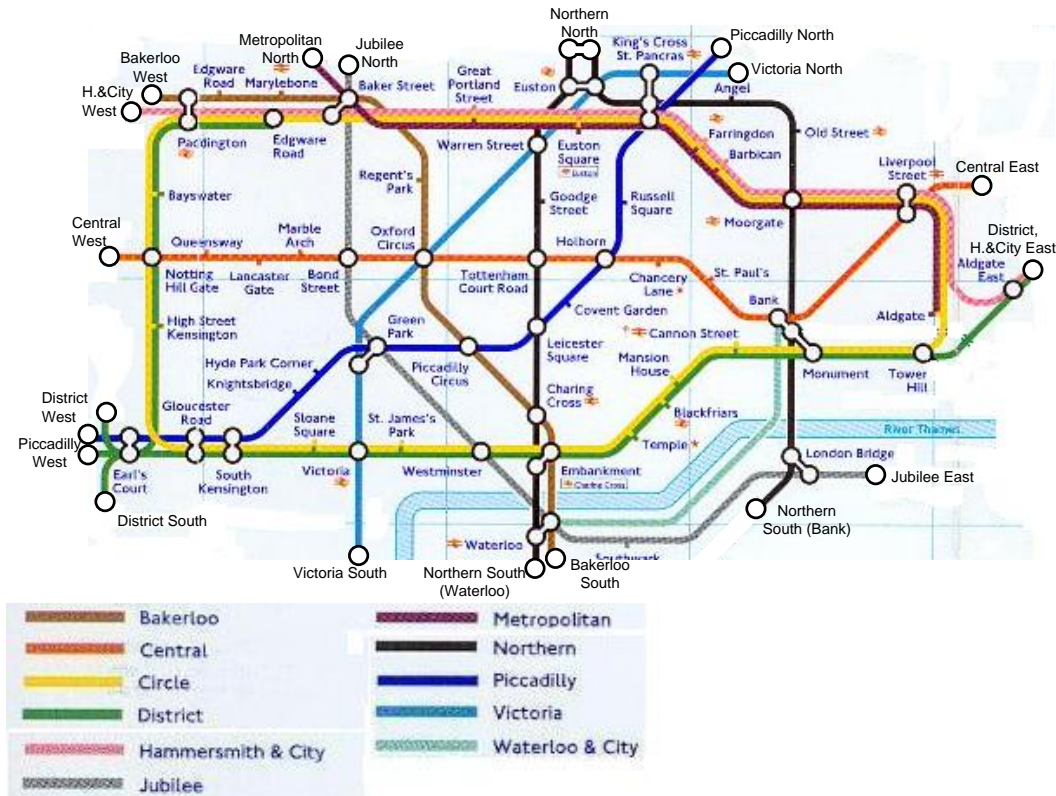 Northern
North
Metropolitan
North
Jubilee
North
King's Cross
St. Pancras
Piccadilly North
Bakerloo
West
Edgware
Road
Marylebone
Baker Street
Great
Portland
Street
Euston
Victoria North
H.&City
West
Angel
Paddington
Edgware
Road
Warren Street
Euston
Square
Farringdon
Barbican
Old Street
Liverpool
Street
Central East
Bayswater
Regent's
Park
Goodge
Street
Russell
Square
Moorgate
Central
West
Queensway
Marble
Arch
Oxford
Circus
Holborn
District,
H.&City East
Aldgate
East
Notting
Hill Gate
Lancaster
Gate
Bond
Street
Tottenham
Court Road
Chancery
Lane
St. Paul's
Bank
High Street
Kensington
Green
Park
Covent Garden
Cannon Street
Aldgate
Hyde Park Corner
Knightsbridge
Piccadilly
Circus
Leicester
Square
Mansion
House
Monument
Tower
Hill
District
West
Gloucester
Road
Sloane
Square
St. James's
Park
Charing
Cross
Blackfriars
Piccadilly
West
Temple
River Thames
Earl's
Court
South
Kensington
Victoria
Westminster
Embankment
Charing Cross
London Bridge
Jubilee East
District South
Northern
South (Bank)
Waterloo
Southwark
Victoria South
Northern South
(Waterloo)
Bakerloo
South
Bakerloo
Central
Circle
District
Hammersmith & City
Jubilee
Metropolitan
Northern
Piccadilly
Victoria
Waterloo & City